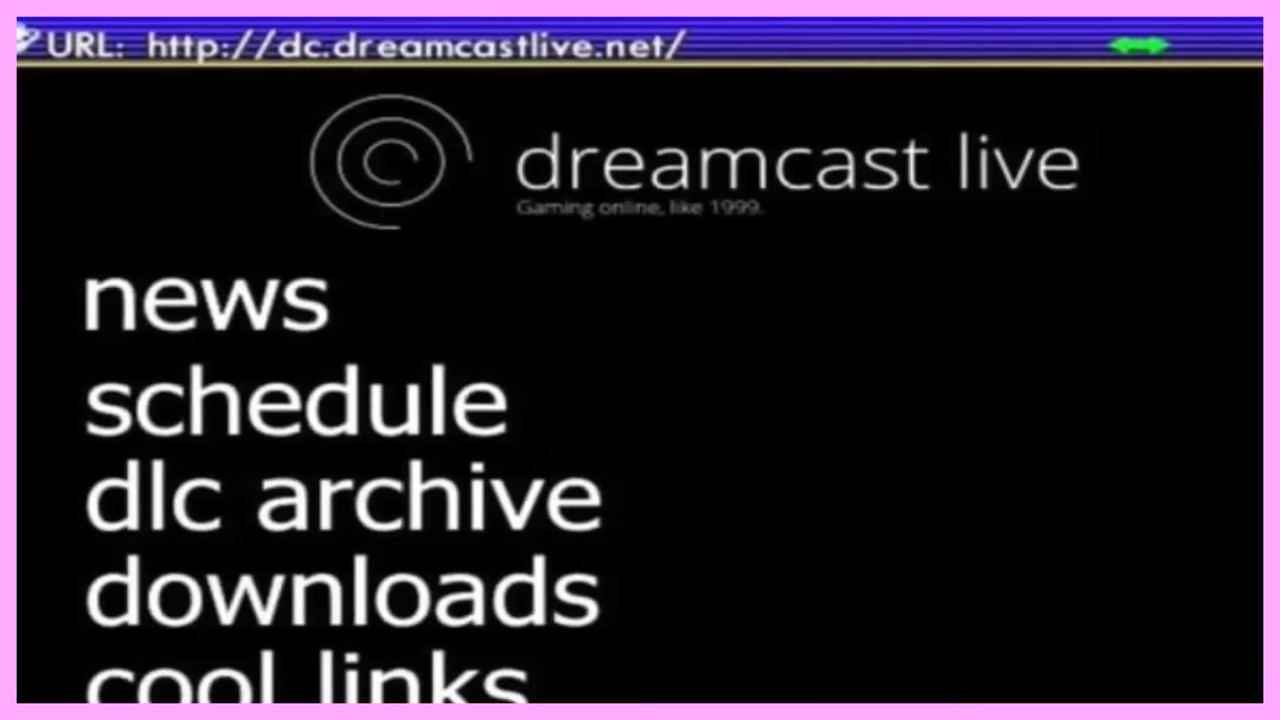 URL: http://dc.dreamcastlive.net/
dreamcast live
Gaming online, like 1999.
news
schedule
dlc archive
downloads
cool links